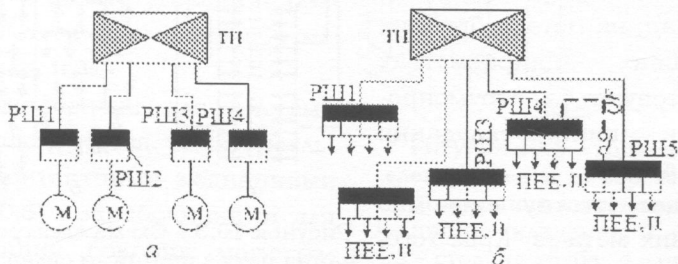 ТП
РШ1
РШ3 РШ4
РШ2
М М М М
а
ТП
РШ1
РШ4
РШ3
РШ5
ПЕЕ, П
ПЕЕ, П
ПЕЕ, П
ПЕЕ, П
б